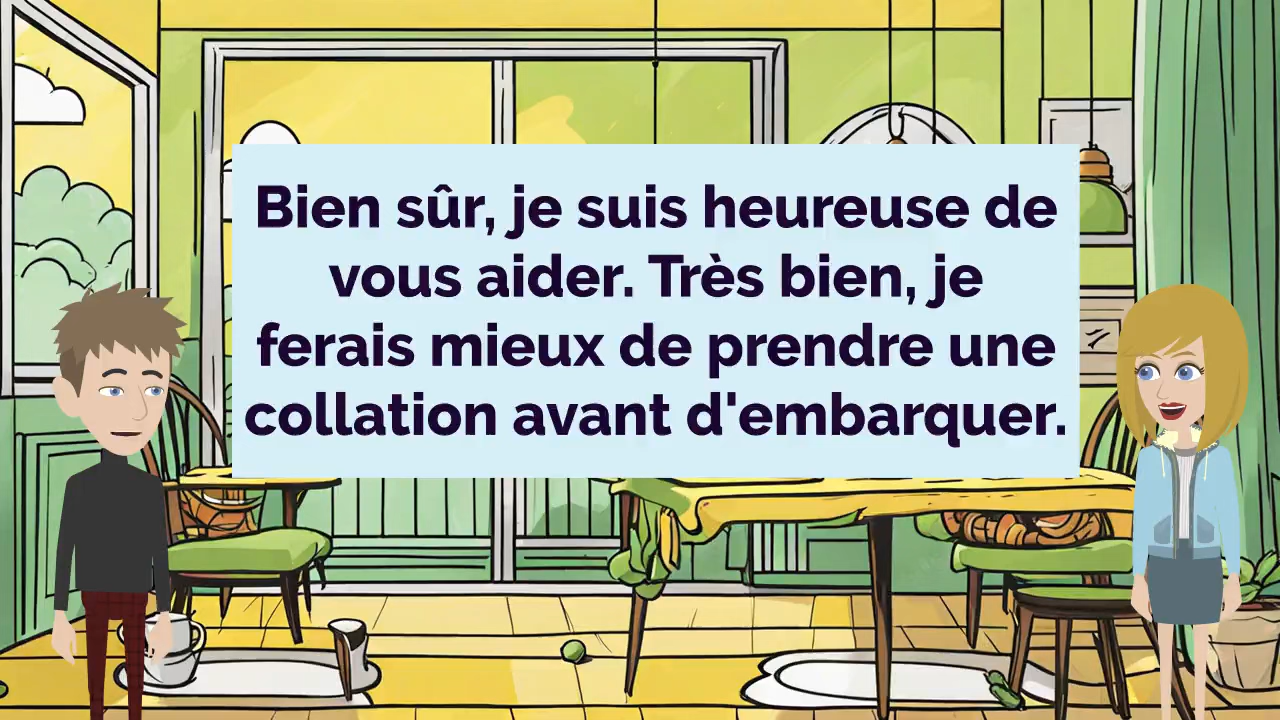 Bien sûr, je suis heureuse de
vous aider. Très bien, je
ferais mieux de prendre une
collation avant d'embarquer.